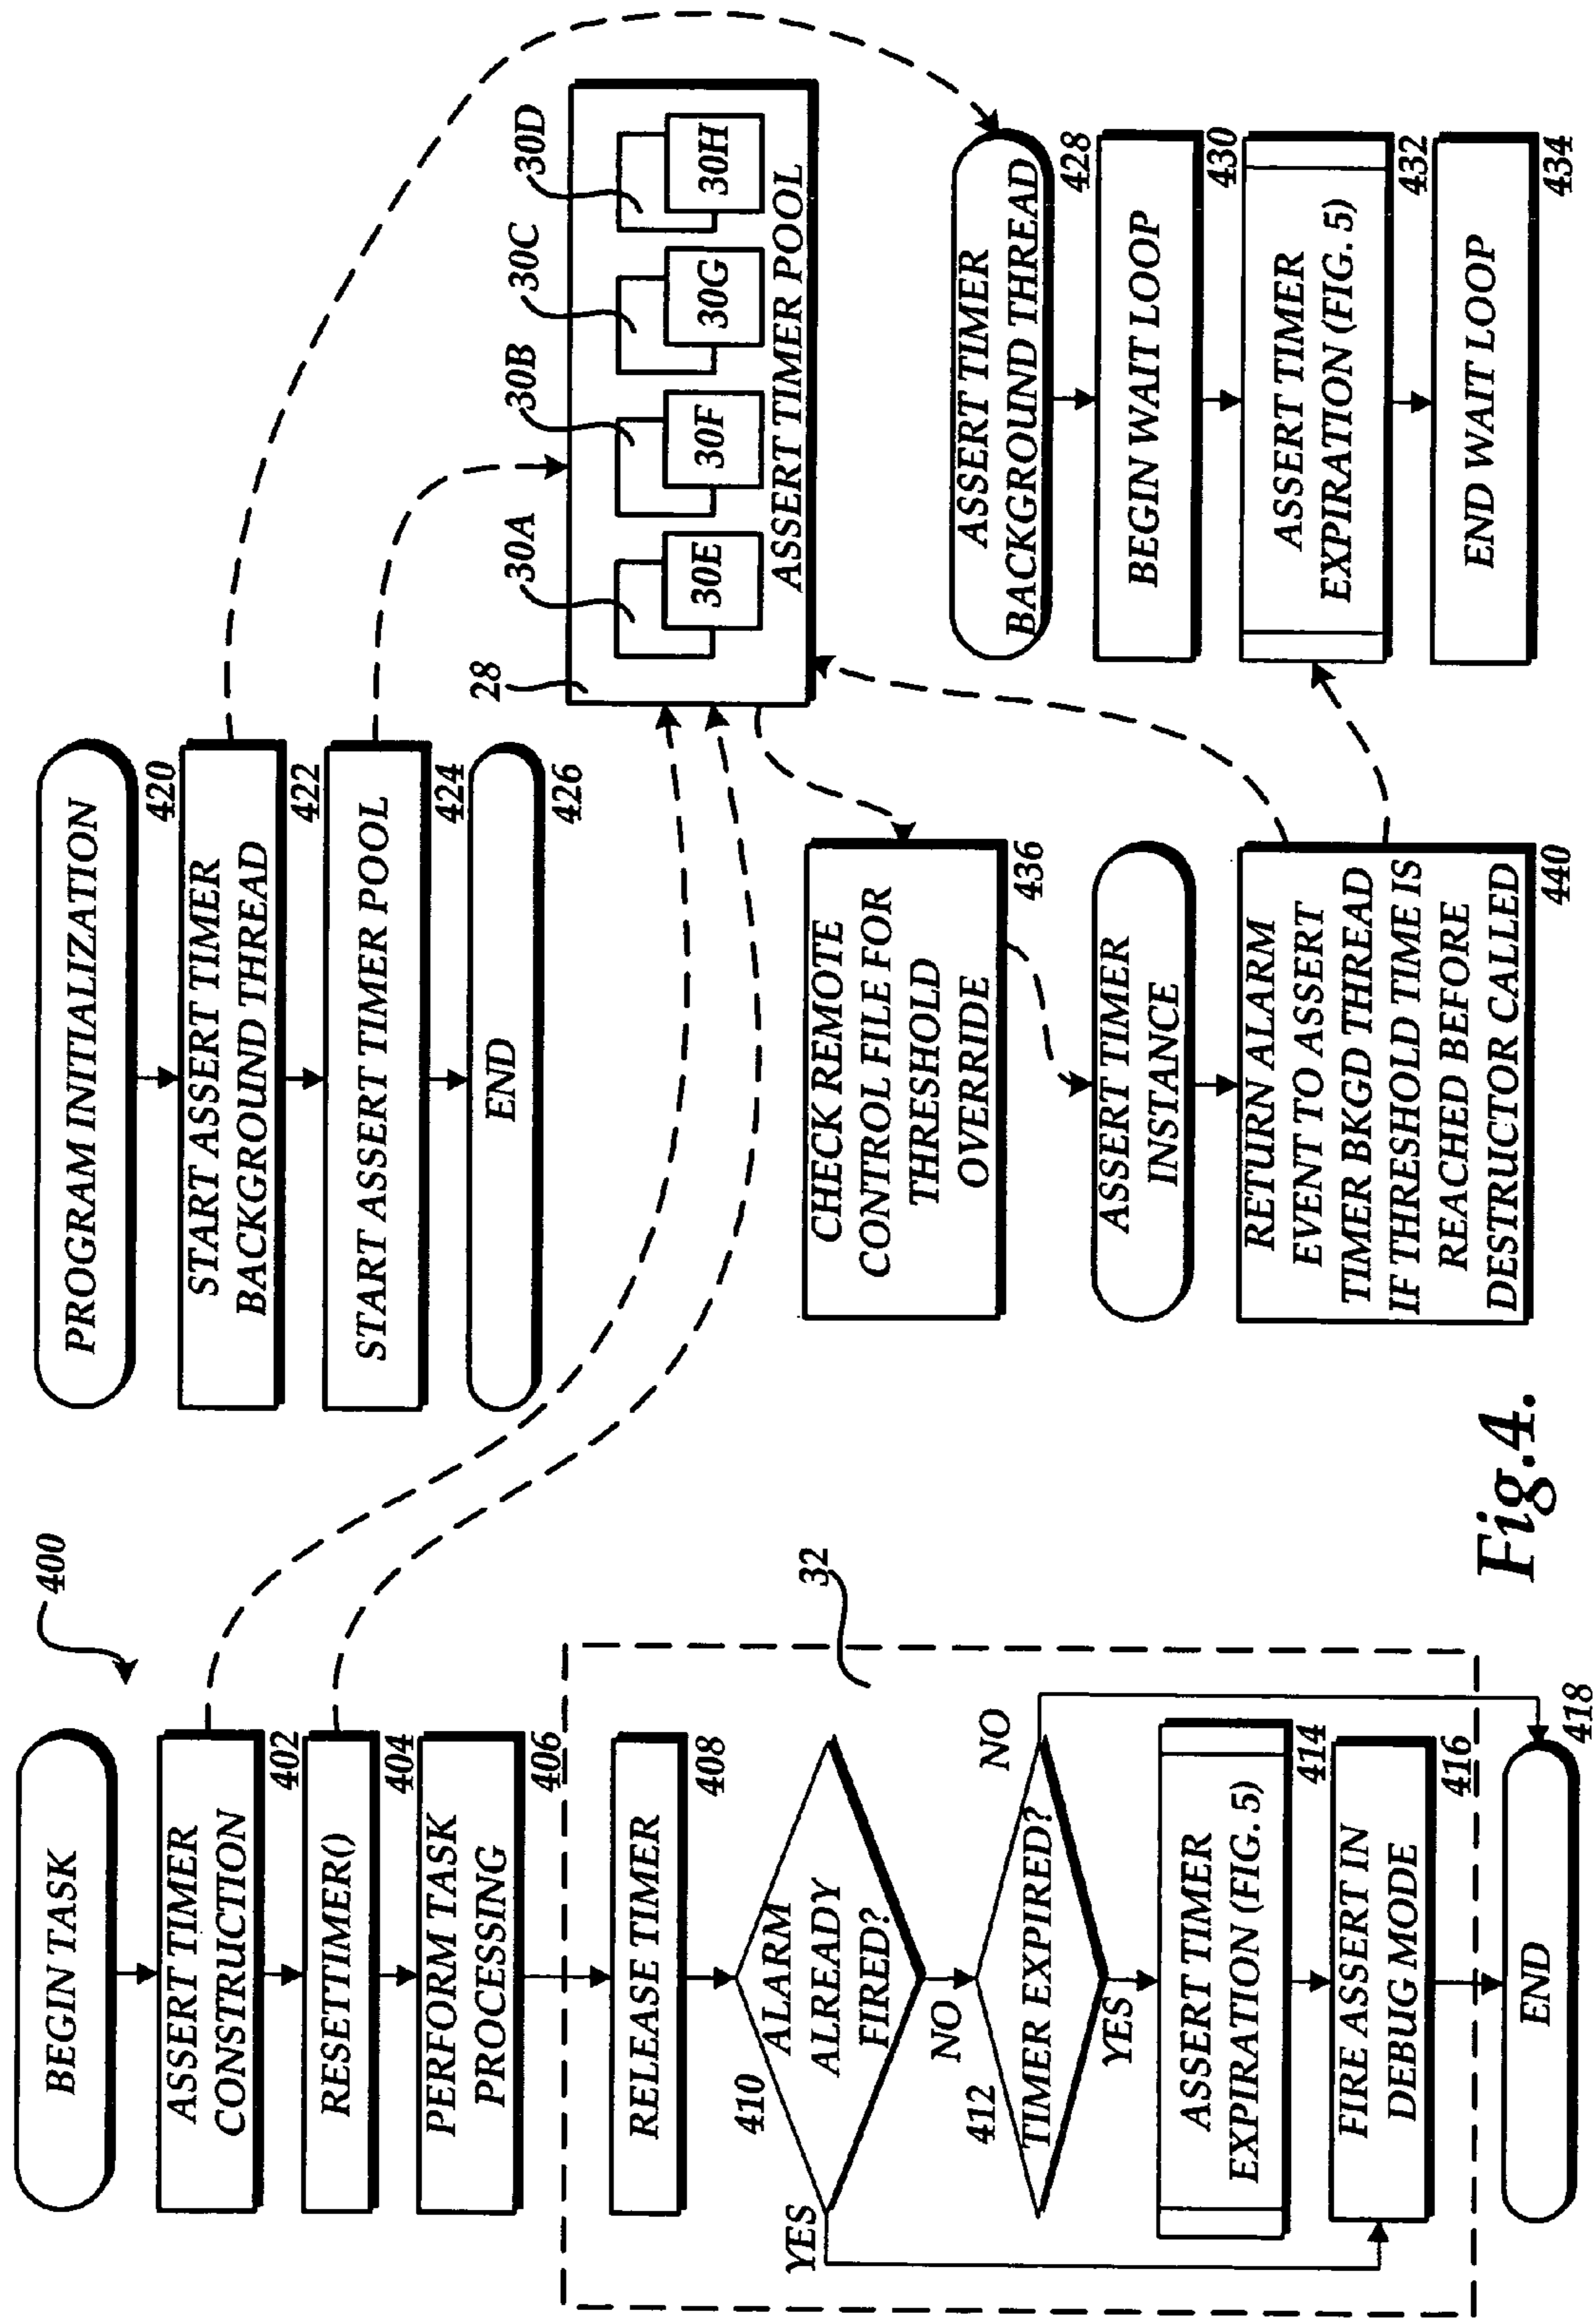 400
BEGIN TASK
ASSERT TIMER
CONSTRUCTION
402
RESETTIMER()
404
PERFORM TASK
PROCESSING
406
32
RELEASE TIMER
408
410
ALARM
ALREADY
FIRED?
YES
NO
412
TIMER EXPIRED?
NO
YES
ASSERT TIMER
EXPIRATION (FIG. 5)
414
FIRE ASSERT IN
DEBUG MODE
416
END
418
PROGRAM INITIALIZATION
420
START ASSERT TIMER
BACKGROUND THREAD
422
START ASSERT TIMER POOL
424
END
426
28
30A
30B
30C
30D
30E
30F
30G
30H
ASSERT TIMER POOL
CHECK REMOTE
CONTROL FILE FOR
THRESHOLD
OVERRIDE
436
ASSERT TIMER
INSTANCE
RETURN ALARM
EVENT TO ASSERT
TIMER BKGD THREAD
IF THRESHOLD TIME IS
REACHED BEFORE
DESTRUCTOR CALLED
440
ASSERT TIMER
BACKGROUND THREAD
428
BEGIN WAIT LOOP
430
ASSERT TIMER
EXPIRATION (FIG. 5)
432
END WAIT LOOP
434
Fig.4.